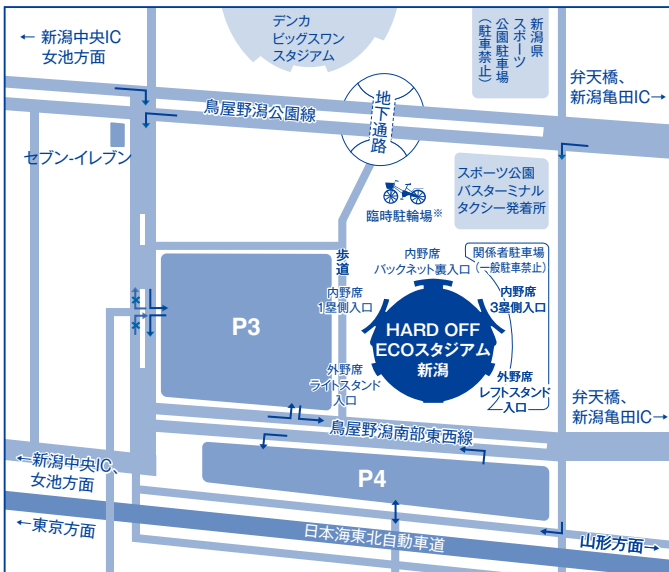 デンカ
ビッグスワン
スタジアム
新潟県
スポーツ
公園駐車場
(駐車禁止)
← 新潟中央IC
女池方面
弁天橋、
新潟亀田IC→
鳥屋野潟公園線
地下通路
セブン-イレブン
スポーツ公園
バスターミナル
タクシー発着所
臨時駐輪場※
歩道
内野席
バックネット裏入口
関係者駐車場
(一般駐車禁止)
内野席
1塁側入口
内野席
3塁側入口
P3
HARD OFF
ECOスタジアム
新潟
外野席
ライトスタンド
入口
外野席
レフトスタンド
入口
弁天橋、
新潟亀田IC→
鳥屋野潟南部東西線
←新潟中央IC、
女池方面
P4
←東京方面
日本海東北自動車道
山形方面→